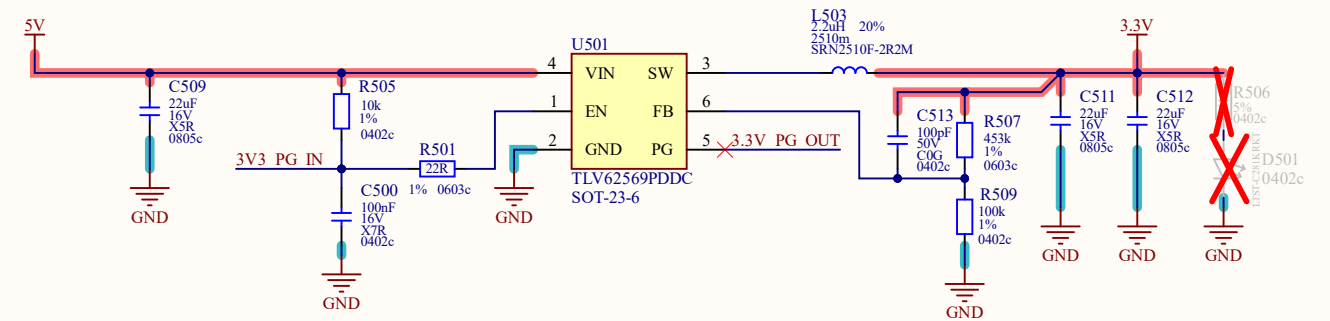 5V
C509
22uF
16V
X5R
0805c
GND
R505
10k
1%
0402c
3V3_PG_IN
C500
100nF
16V
X7R
0402c
GND
R501
22R
1% 0603c
GND
U501
4 VIN
1 EN
2 GND
SW 3
FB 6
PG 5
TLV62569PDDC
SOT-23-6
3.3V_PG_OUT
L503
2.2uH 20%
2510m
SRN2510F-2R2M
C513
100pF
50V
C0G
0402c
R507
453k
1%
0603c
R509
100k
1%
0402c
GND
C511
22uF
16V
X5R
0805c
GND
3.3V
C512
22uF
16V
X5R
0805c
GND
R506
5%
0402c
D501
0402c
GND